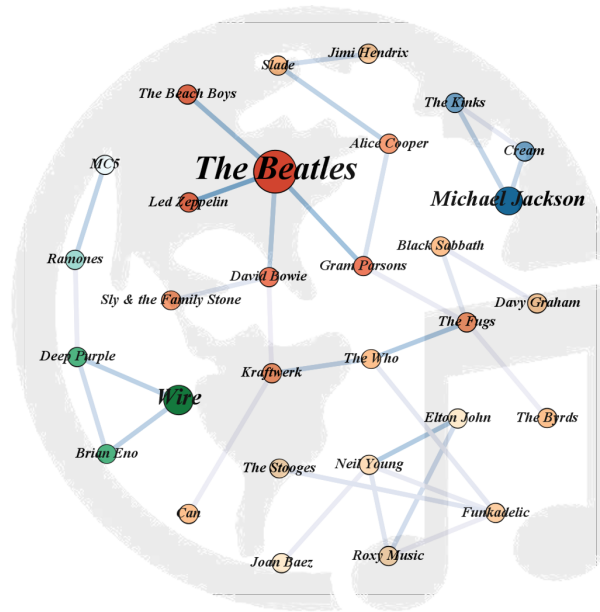 Jimi Hendrix
Slade
The Beach Boys
The Kinks
Alice Cooper
Cream
MC5
The Beatles
Led Zeppelin
Michael Jackson
Black Sabbath
Ramones
Gram Parsons
David Bowie
Sly & the Family Stone
Davy Graham
The Fugs
Deep Purple
The Who
Kraftwerk
Wire
Elton John
The Byrds
Brian Eno
The Stooges
Neil Young
Can
Funkadelic
Joan Baez
Roxy Music